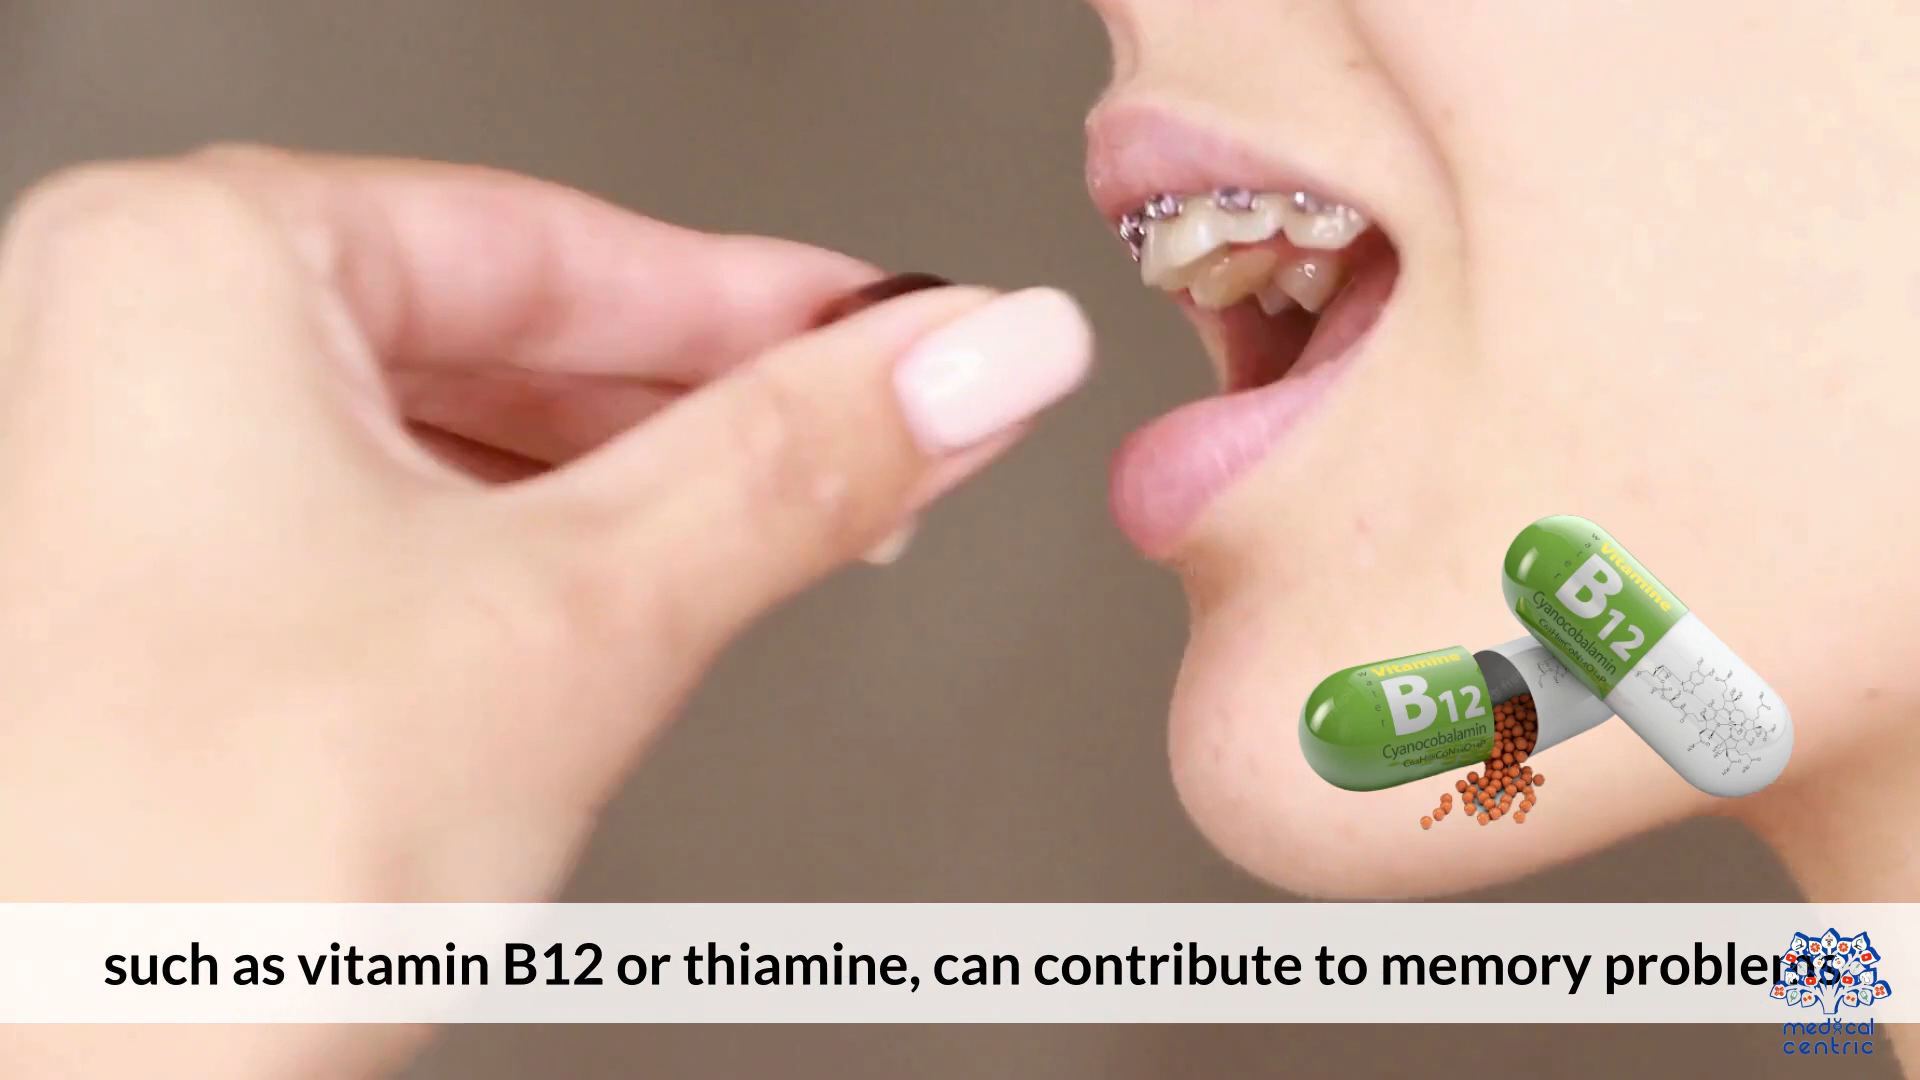 Vitamine
B12
Cyanocobalamin
Vitamine
B12
Cyanocobalamin
such as vitamin B12 or thiamine, can contribute to memory problems.
medical
centric